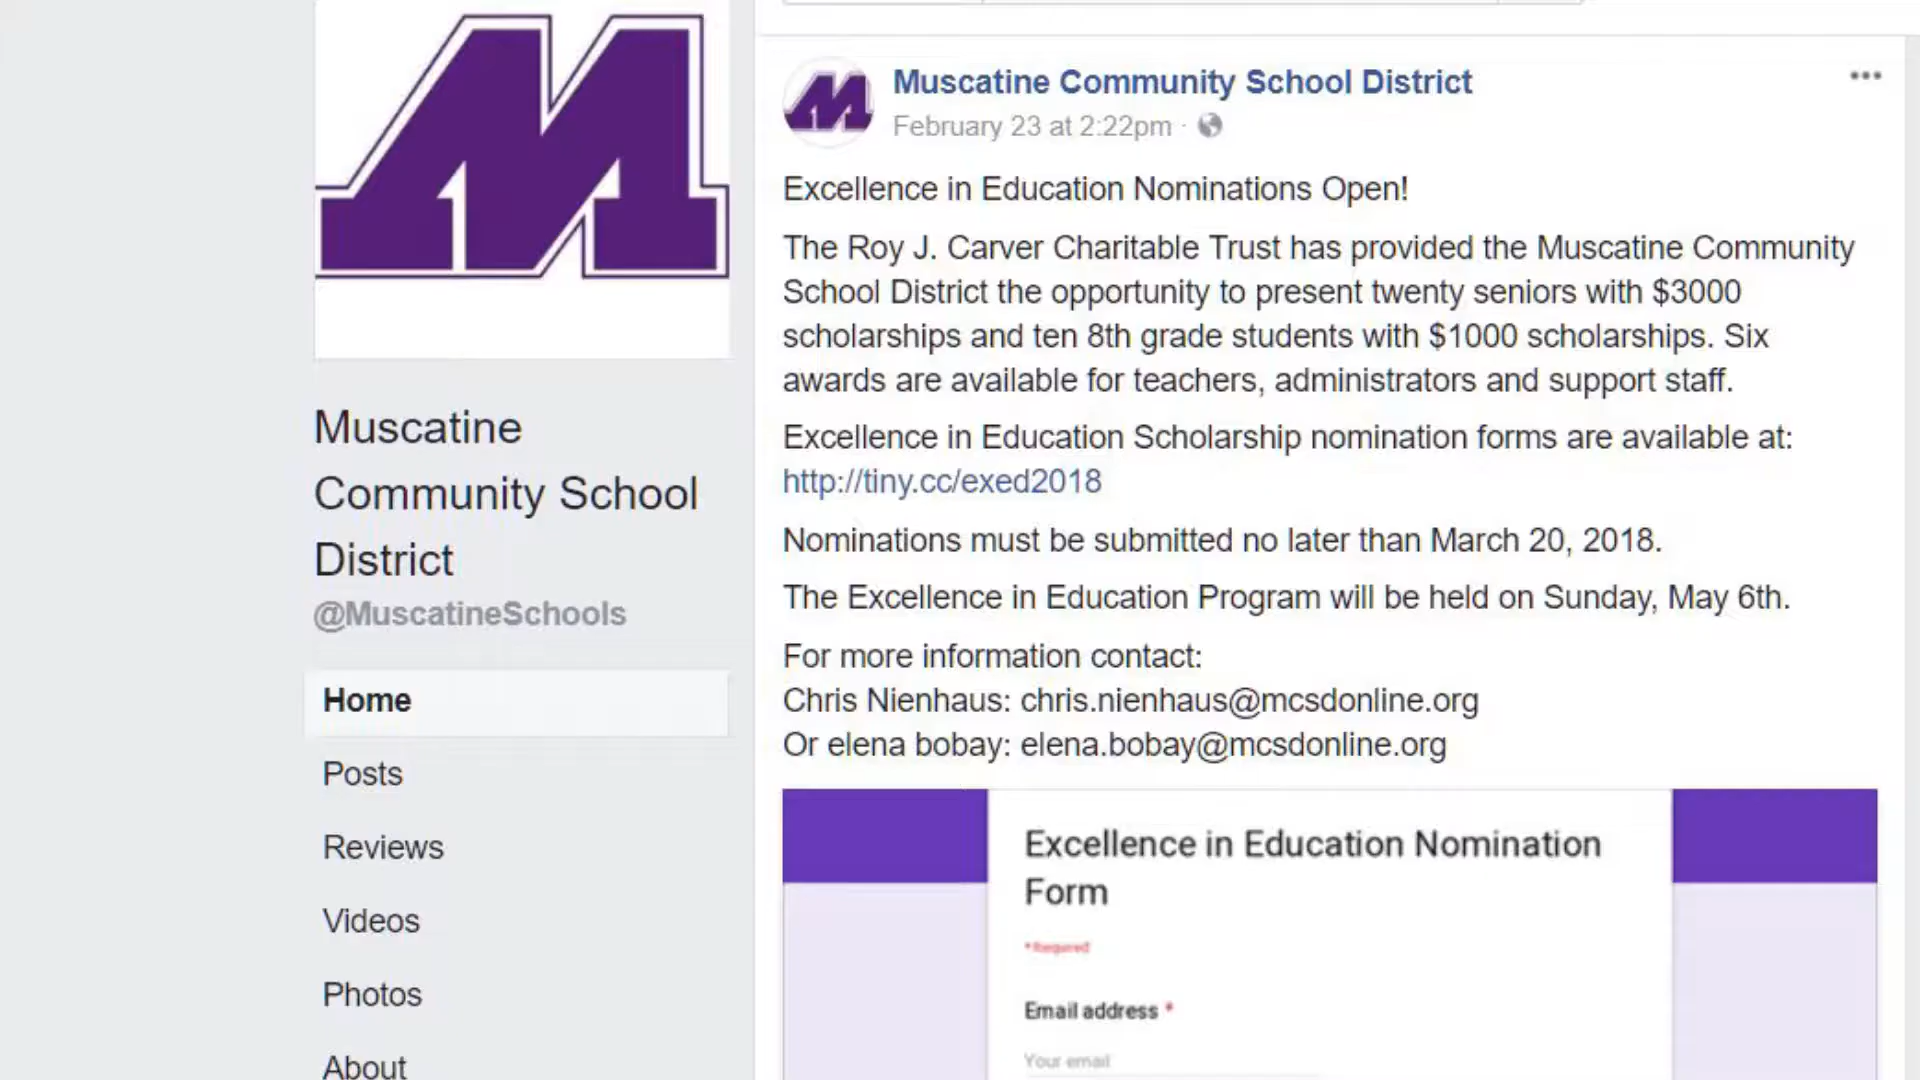 M
Muscatine
Community School
District
@MuscatineSchools
Home
Posts
Reviews
Videos
Photos
About
M
Muscatine Community School District
February 23 at 2:22pm ·
Excellence in Education Nominations Open!
The Roy J. Carver Charitable Trust has provided the Muscatine Community
School District the opportunity to present twenty seniors with $3000
scholarships and ten 8th grade students with $1000 scholarships. Six
awards are available for teachers, administrators and support staff.
Excellence in Education Scholarship nomination forms are available at:
http://tiny.cc/exed2018
Nominations must be submitted no later than March 20, 2018.
The Excellence in Education Program will be held on Sunday, May 6th.
For more information contact:
Chris Nienhaus: chris.nienhaus@mcsdonline.org
Or elena bobay: elena.bobay@mcsdonline.org
Excellence in Education Nomination
Form
*Required
Email address *
Your email